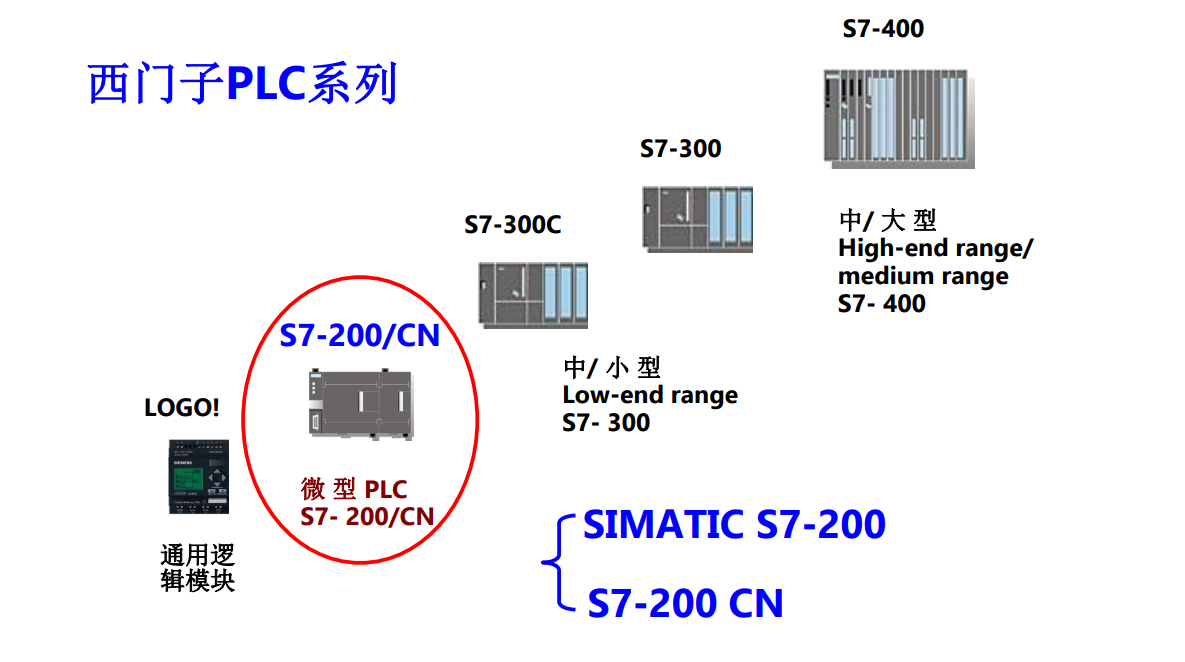 西门子PLC系列
S7-400
S7-300
S7-300C
中/ 大 型
High-end range/
medium range
S7- 400
S7-200/CN
中/ 小 型
Low-end range
S7- 300
LOGO!
SIEMENS
微 型 PLC
S7- 200/CN
通用逻
辑模块
SIMATIC S7-200
S7-200 CN